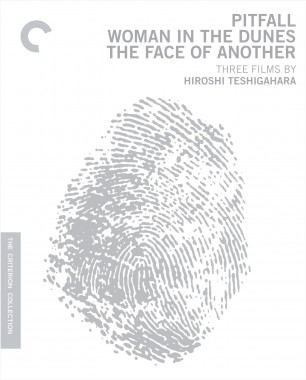 PITFALL
WOMAN IN THE DUNES
THE FACE OF ANOTHER
THREE FILMS BY
HIROSHI TESHIGAHARA
THE CRITERION COLLECTION